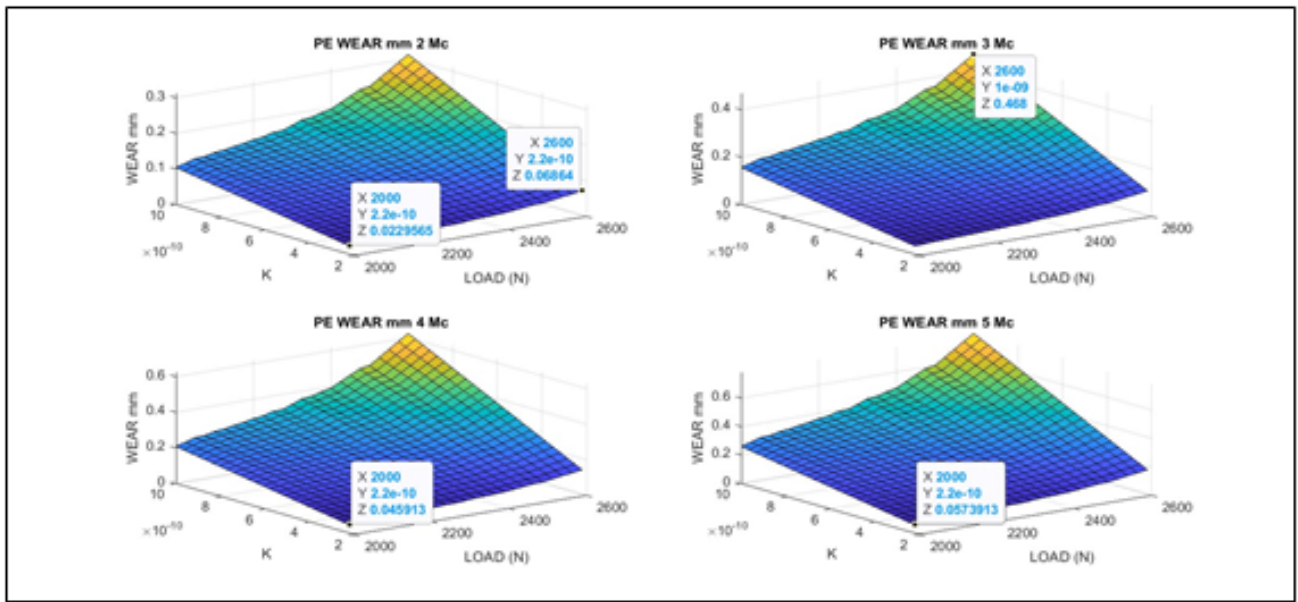 PE WEAR mm 2 Mc
WEAR mm
0.3
0.2
0.1
0
10
8
6
4
2
×10⁻¹⁰
K
2000
2200
2400
2600
LOAD (N)
X 2600
Y 2.2e-10
Z 0.06864
X 2000
Y 2.2e-10
Z 0.0229565
PE WEAR mm 3 Mc
WEAR mm
0.4
0.2
0
10
8
6
4
2
×10⁻¹⁰
K
2000
2200
2400
2600
LOAD (N)
X 2600
Y 1e-09
Z 0.468
PE WEAR mm 4 Mc
WEAR mm
0.6
0.4
0.2
0
10
8
6
4
2
×10⁻¹⁰
K
2000
2200
2400
2600
LOAD (N)
X 2000
Y 2.2e-10
Z 0.045913
PE WEAR mm 5 Mc
WEAR mm
0.6
0.4
0.2
0
10
8
6
4
2
×10⁻¹⁰
K
2000
2200
2400
2600
LOAD (N)
X 2000
Y 2.2e-10
Z 0.0573913